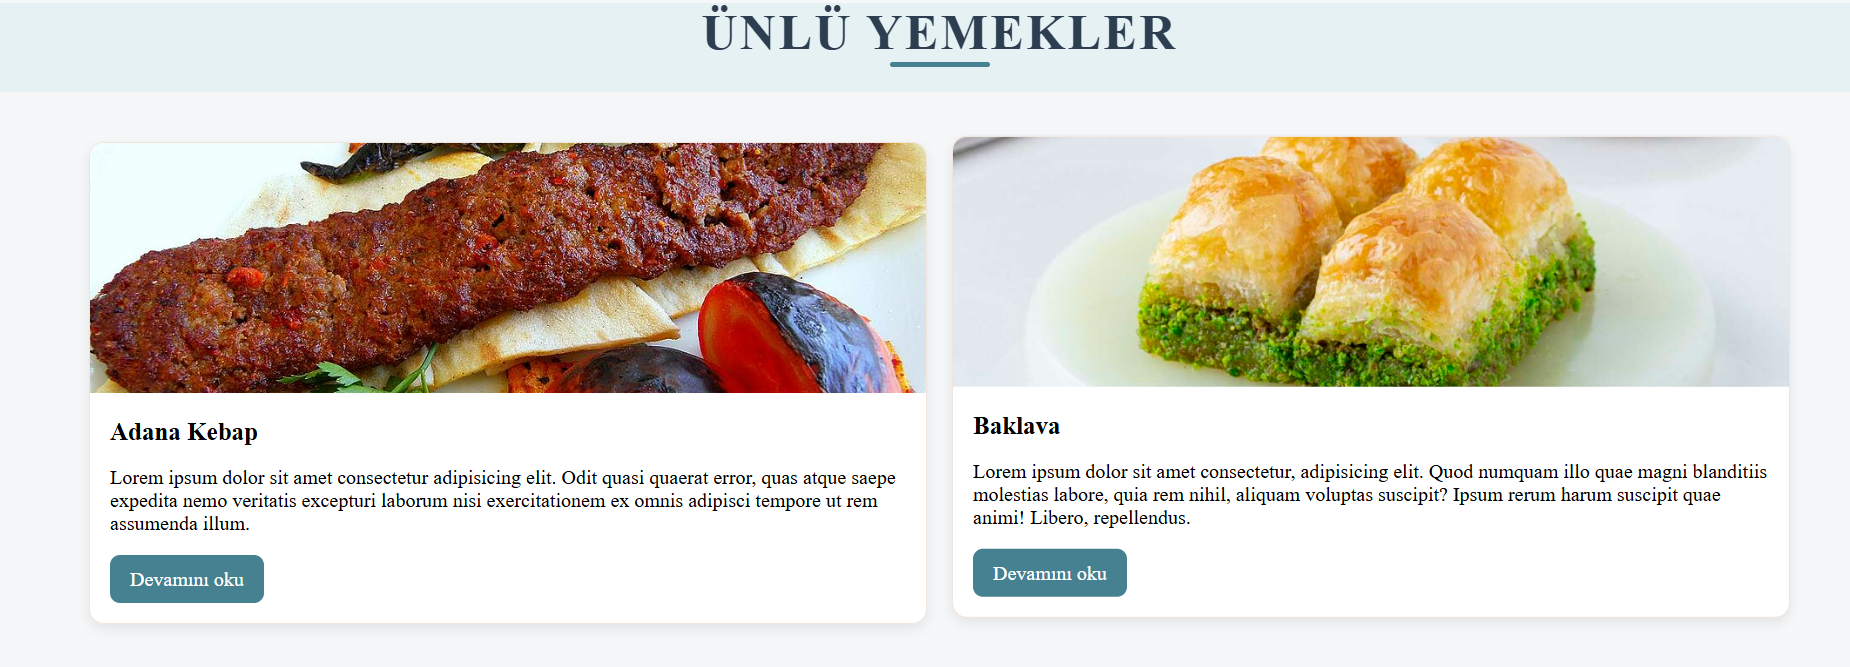 ÜNLÜ YEMEKLER
Adana Kebap
Lorem ipsum dolor sit amet consectetur adipisicing elit. Odit quasi quaerat error, quas atque saepe
expedita nemo veritatis excepturi laborum nisi exercitationem ex omnis adipisci tempore ut rem
assumenda illum.
Devamını oku
Baklava
Lorem ipsum dolor sit amet consectetur, adipisicing elit. Quod numquam illo quae magni blanditiis
molestias labore, quia rem nihil, aliquam voluptas suscipit? Ipsum rerum harum suscipit quae
animi! Libero, repellendus.
Devamını oku